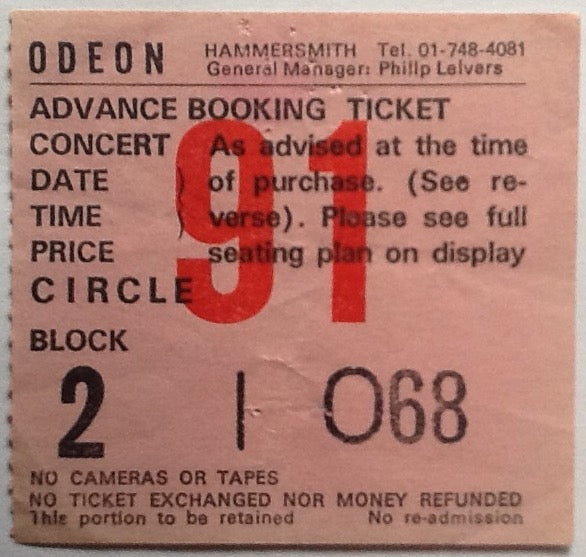 ODEON HAMMERSMITH Tel. 01-748-4081
General Manager: Philip Leivers
ADVANCE BOOKING TICKET
CONCERT As advised at the time
DATE ) of purchase. (See re-
TIME ) verse). Please see full
PRICE seating plan on display
CIRCLE
91
BLOCK
2 | O68
NO CAMERAS OR TAPES
NO TICKET EXCHANGED NOR MONEY REFUNDED
This portion to be retained No re-admission